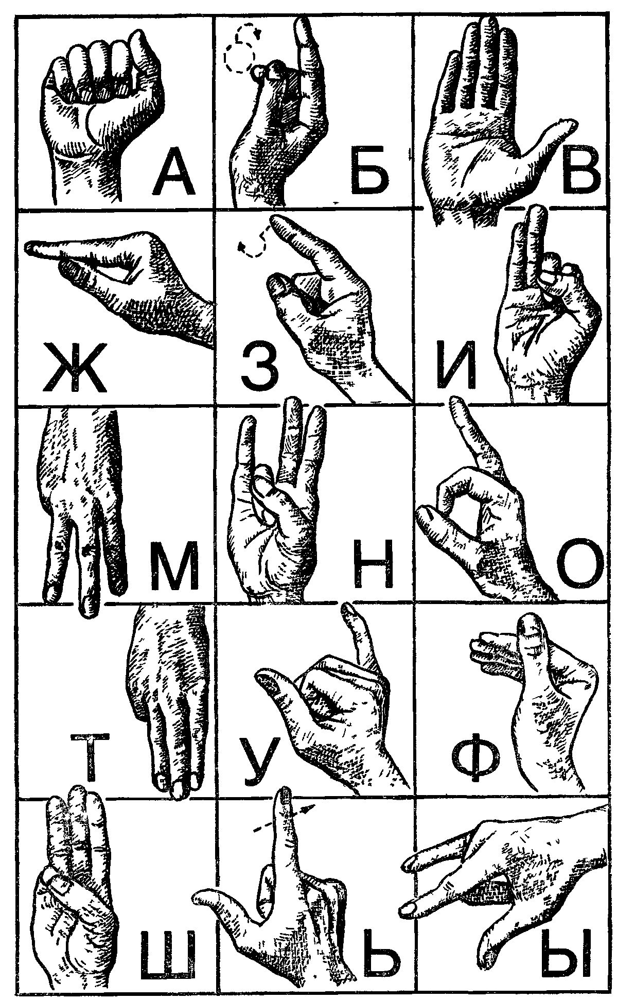 А Б В
Ж З И
М Н О
Т У Ф
Ш Ь Ы